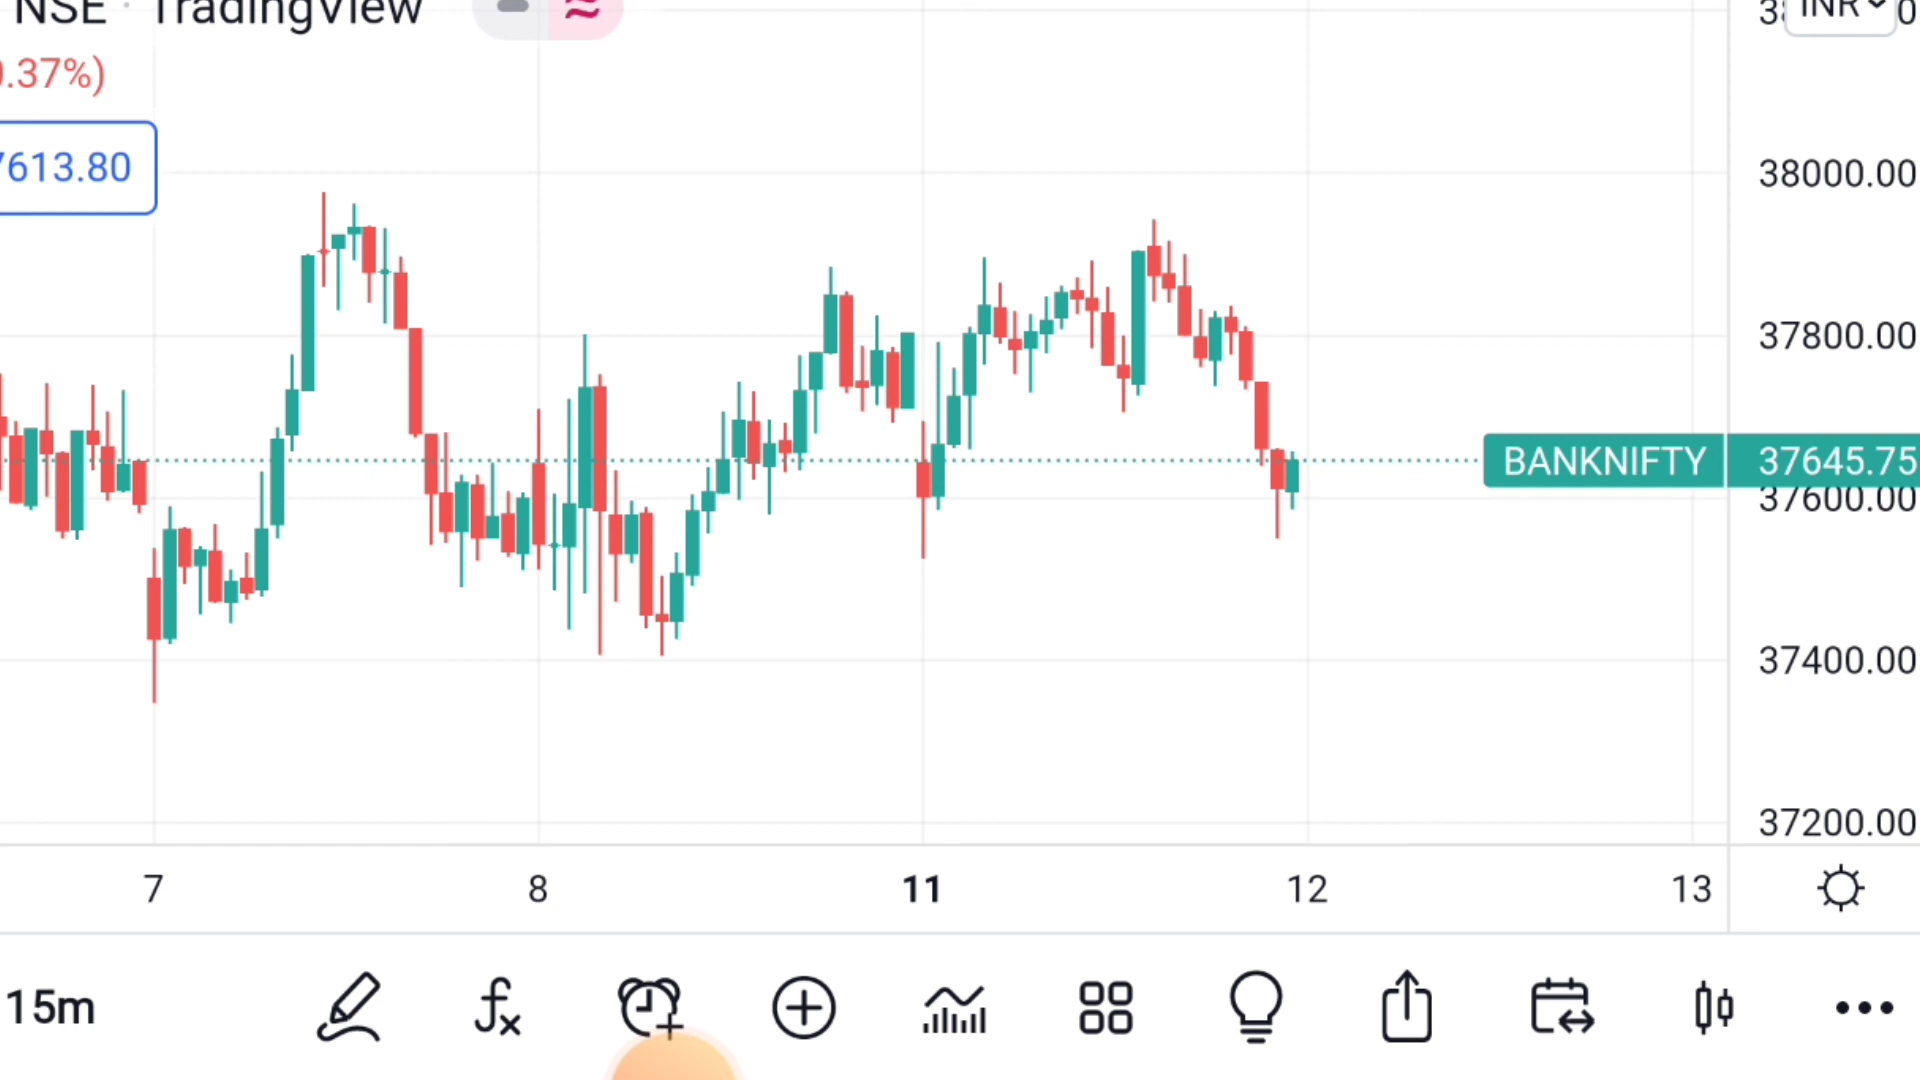 NSE · TradingView
INR
.37%)
613.80
38000.00
37800.00
BANKNIFTY 37645.75
37600.00
37400.00
37200.00
7 8 11 12 13
15m